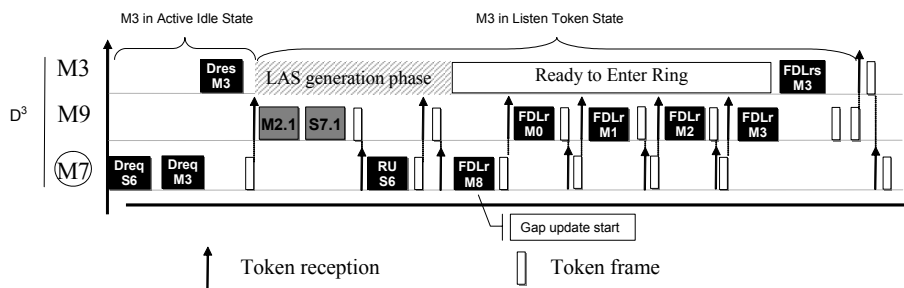 M3 in Active Idle State
M3 in Listen Token State
D³
M3
Dres
M3
LAS generation phase
Ready to Enter Ring
FDLrs
M3
M9
M2.1
S7.1
FDLr
M0
FDLr
M1
FDLr
M2
FDLr
M3
M7
Dreq
S6
Dreq
M3
RU
S6
FDLr
M8
Gap update start
Token reception
Token frame